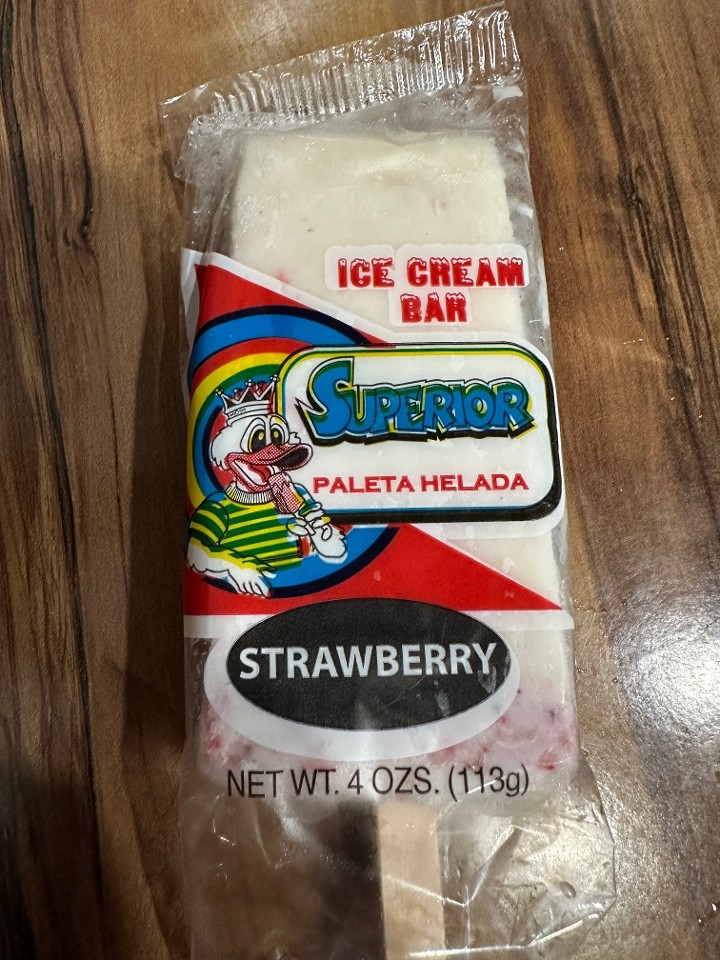 ICE CREAM
BAR
SUPERIOR
PALETA HELADA
STRAWBERRY
NET WT. 4 OZS. (113g)